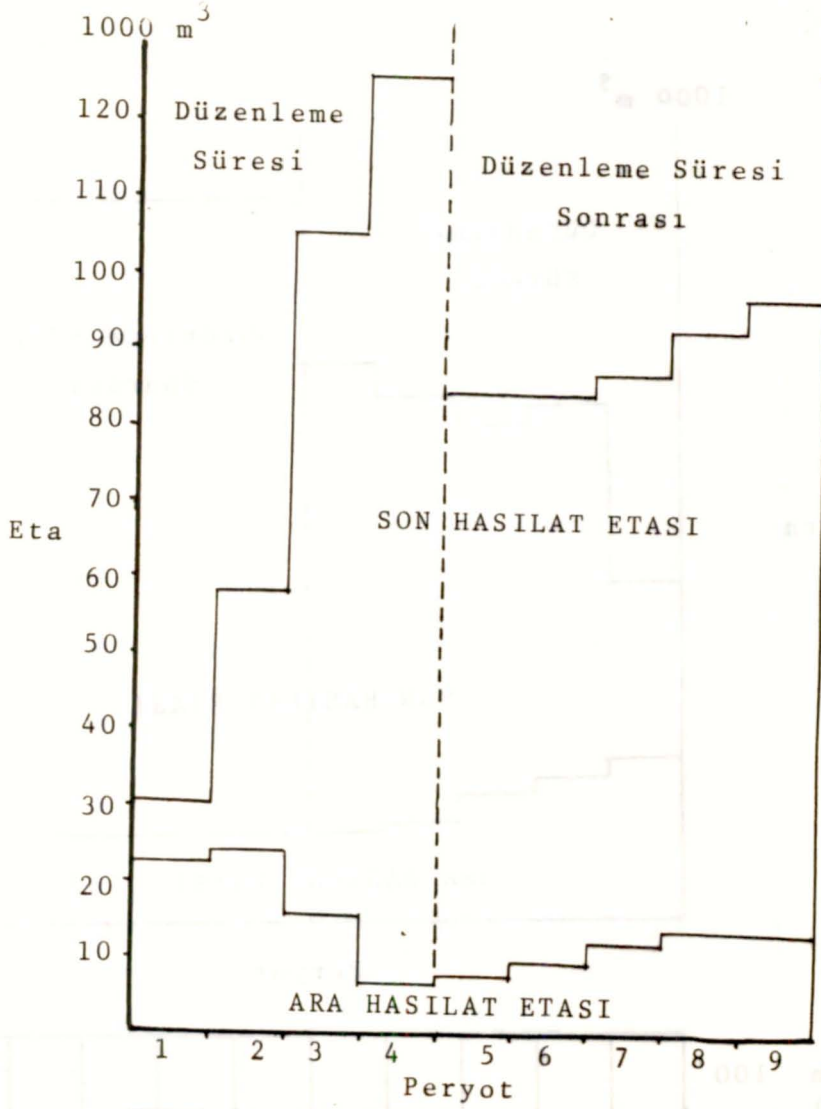 1000 m³
120
110
100
90
80
70
60
50
40
30
20
10
Eta
Düzenleme
Süresi
Düzenleme Süresi
Sonrası
SON HASILAT ETASI
ARA HASILAT ETASI
1 2 3 4 5 6 7 8 9
Peryot